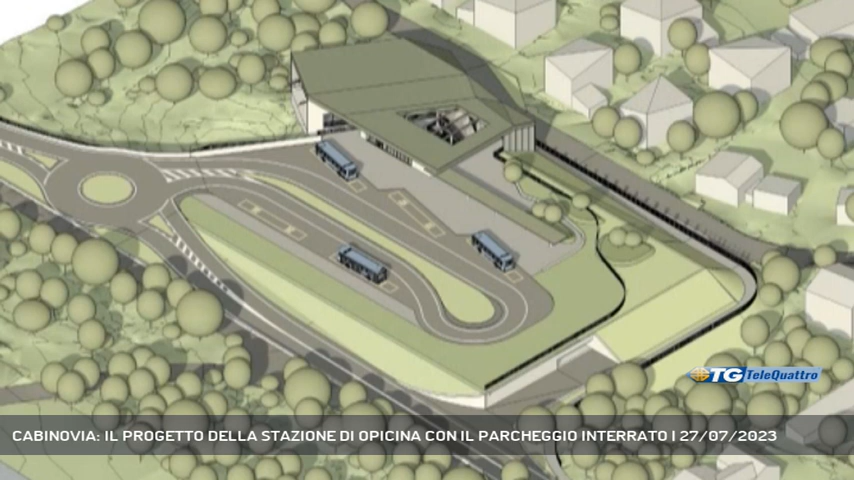 TG TeleQuattro
CABINOVIA: IL PROGETTO DELLA STAZIONE DI OPICINA CON IL PARCHEGGIO INTERRATO | 27/07/2023